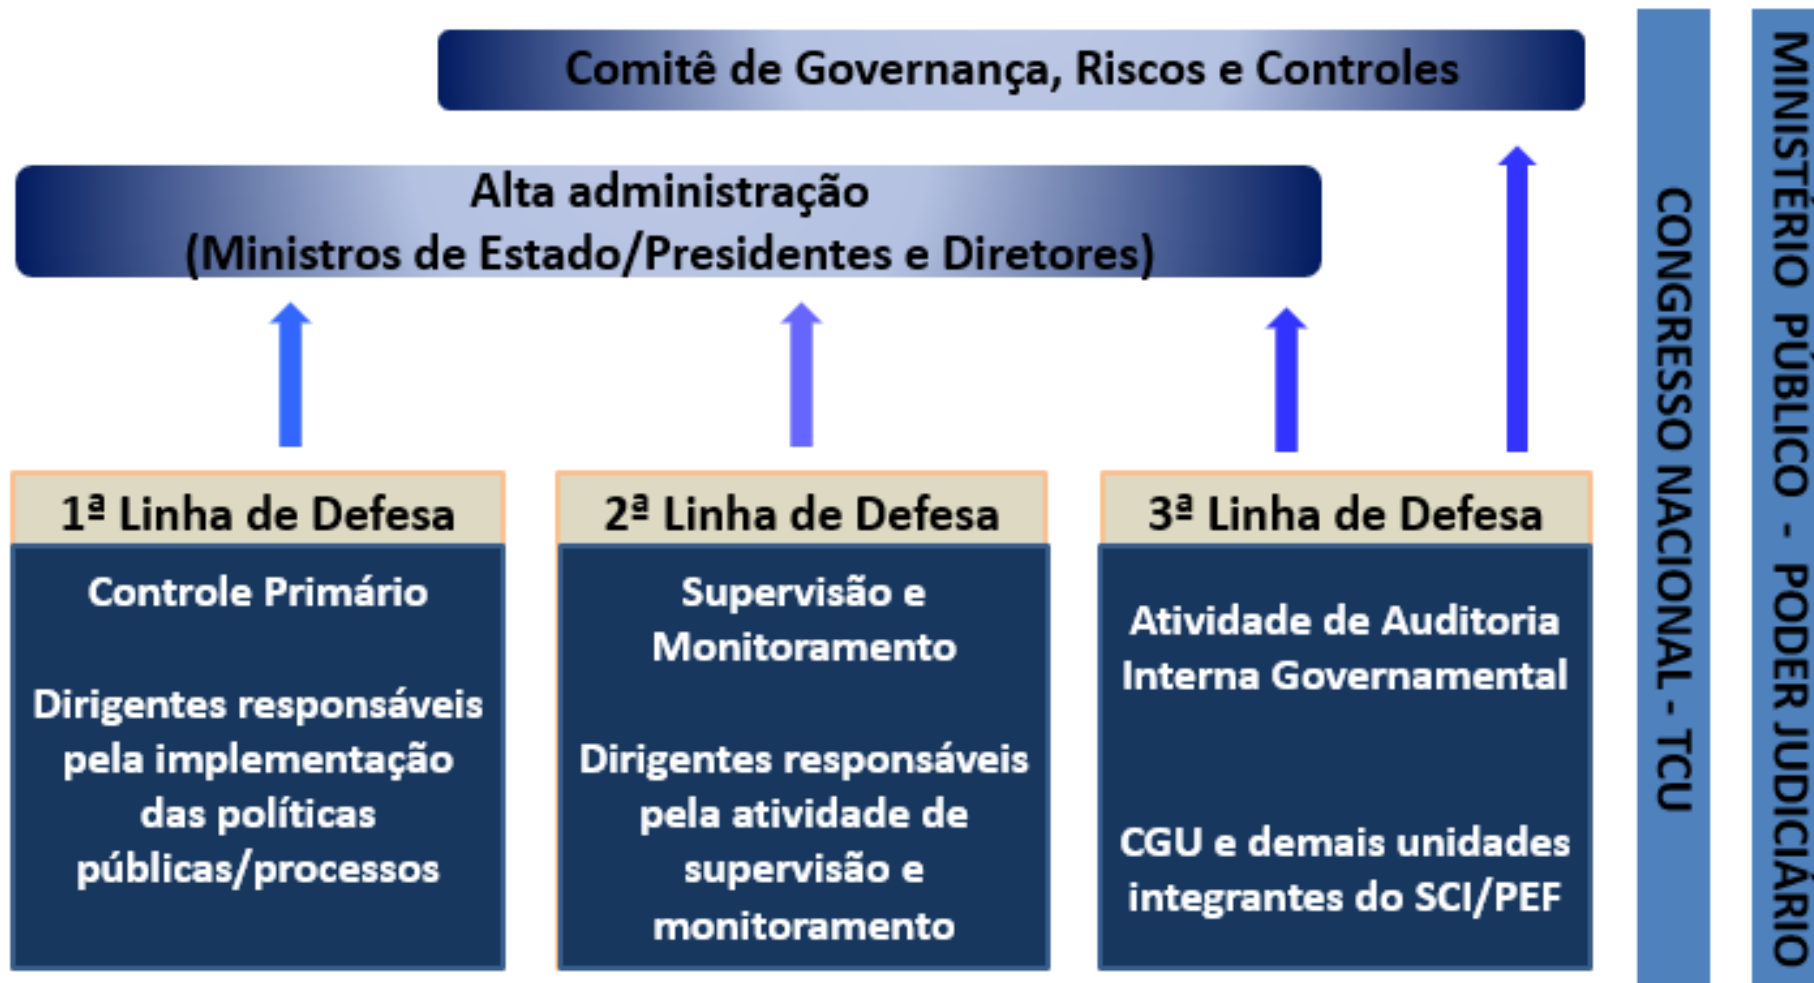 Comitê de Governança, Riscos e Controles
Alta administração
(Ministros de Estado/Presidentes e Diretores)
1ª Linha de Defesa
Controle Primário
Dirigentes responsáveis
pela implementação
das políticas
públicas/processos
2ª Linha de Defesa
Supervisão e
Monitoramento
Dirigentes responsáveis
pela atividade de
supervisão e
monitoramento
3ª Linha de Defesa
Atividade de Auditoria
Interna Governamental
CGU e demais unidades
integrantes do SCI/PEF
CONGRESSO NACIONAL - TCU
MINISTÉRIO PÚBLICO - PODER JUDICIÁRIO